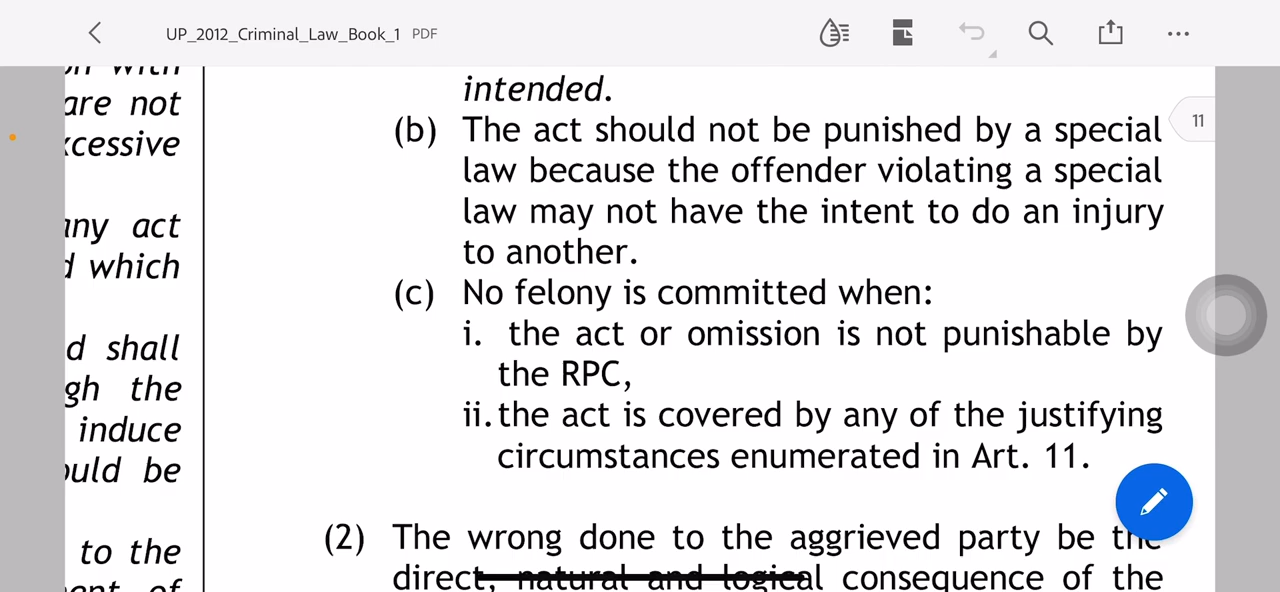 UP_2012_Criminal_Law_Book_1 PDF
are not
any act
which
shall
the
induce
be
to the
of
intended.
(b) The act should not be punished by a special
law because the offender violating a special
law may not have the intent to do an injury
to another.
(c) No felony is committed when:
i. the act or omission is not punishable by
the RPC,
ii. the act is covered by any of the justifying
circumstances enumerated in Art. 11.
(2) The wrong done to the aggrieved party be the
direct, natural and logical consequence of the
11